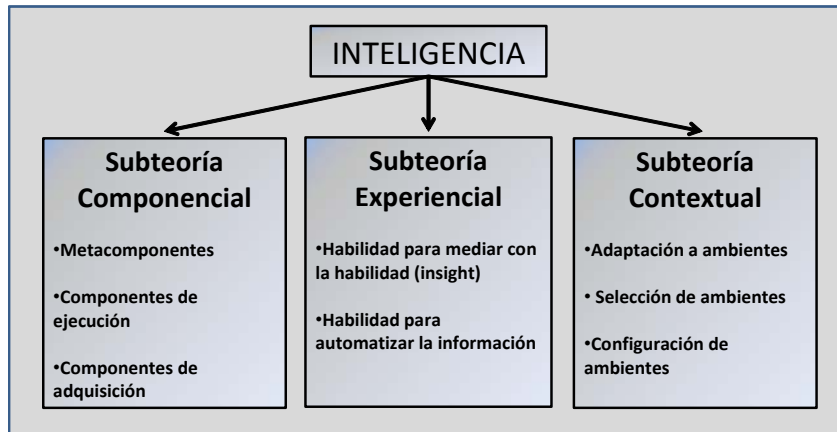 INTELIGENCIA
Subteoría
Componencial
•Metacomponentes
•Componentes de
ejecución
•Componentes de
adquisición
Subteoría
Experiencial
•Habilidad para mediar con
la habilidad (insight)
•Habilidad para
automatizar la información
Subteoría
Contextual
•Adaptación a ambientes
• Selección de ambientes
•Configuración de
ambientes